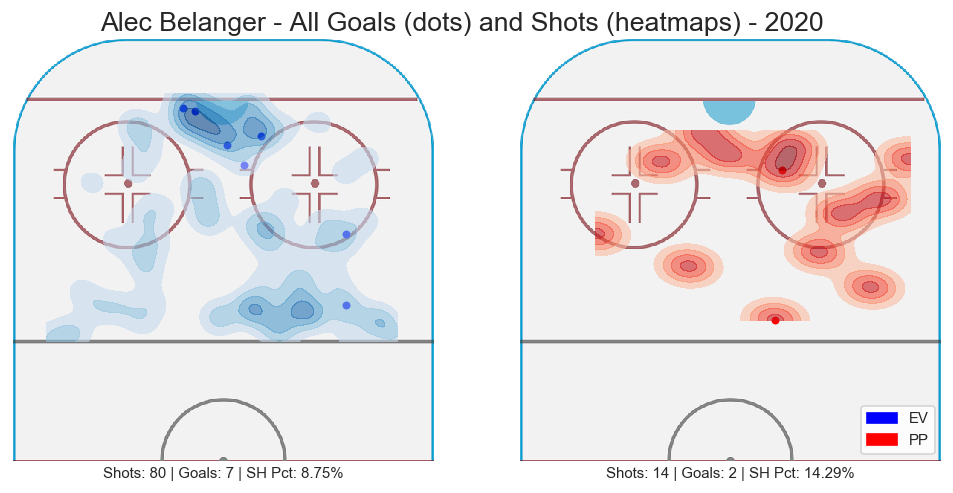 Alec Belanger - All Goals (dots) and Shots (heatmaps) - 2020
EV
PP
Shots: 80 | Goals: 7 | SH Pct: 8.75%
Shots: 14 | Goals: 2 | SH Pct: 14.29%